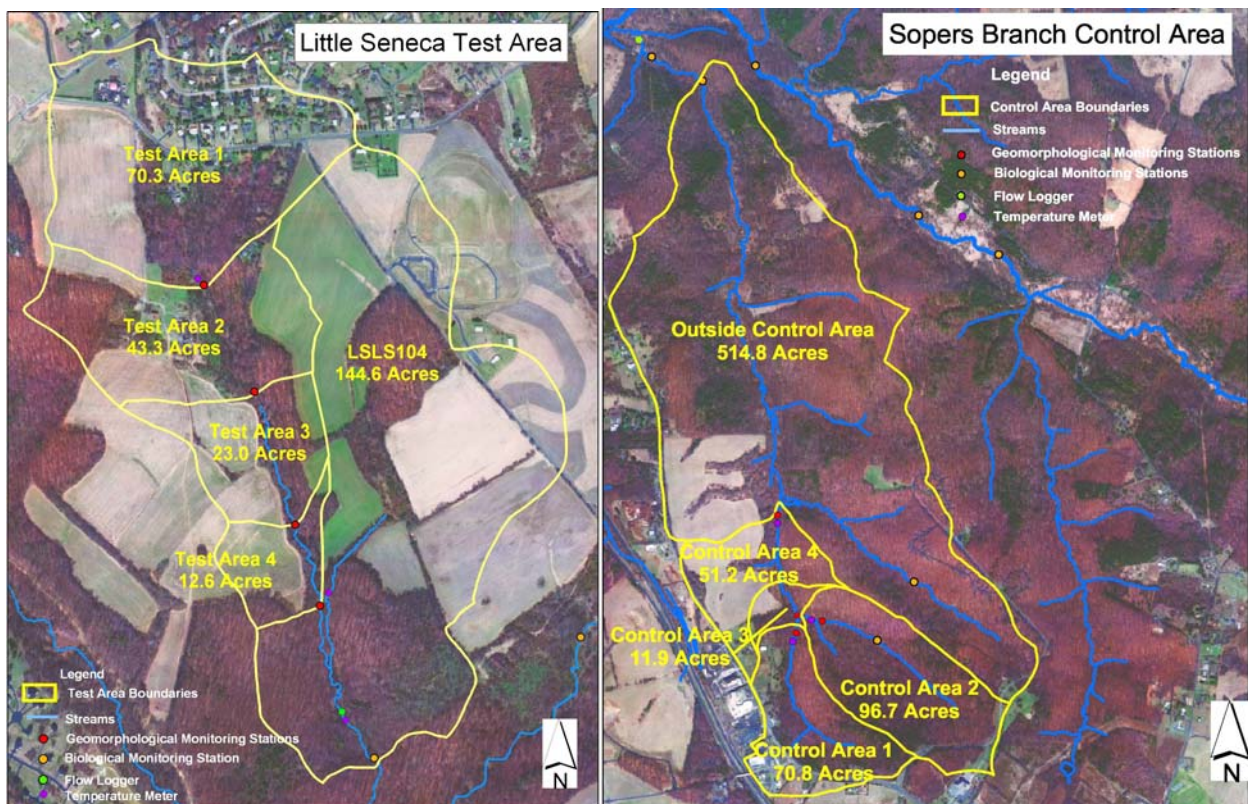 Little Seneca Test Area
Test Area 1
70.3 Acres
Test Area 2
43.3 Acres
LSLS104
144.6 Acres
Test Area 3
23.0 Acres
Test Area 4
12.6 Acres
Legend
Test Area Boundaries
Streams
Geomorphological Monitoring Stations
Biological Monitoring Station
Flow Logger
Temperature Meter
N
Sopers Branch Control Area
Legend
Control Area Boundaries
Streams
Geomorphological Monitoring Stations
Biological Monitoring Stations
Flow Logger
Temperature Meter
Outside Control Area
514.8 Acres
Control Area 4
51.2 Acres
Control Area 3
11.9 Acres
Control Area 2
96.7 Acres
Control Area 1
70.8 Acres
N